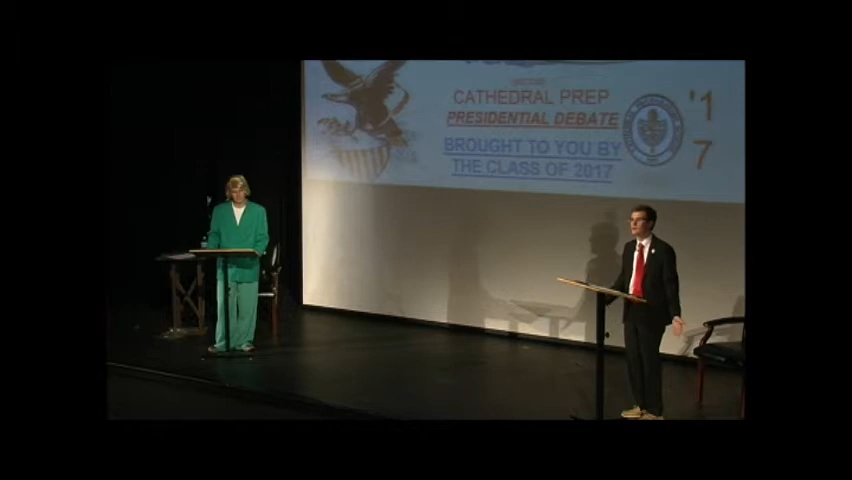 CATHEDRAL PREP
PRESIDENTIAL DEBATE
BROUGHT TO YOU BY
THE CLASS OF 2017
'1
7